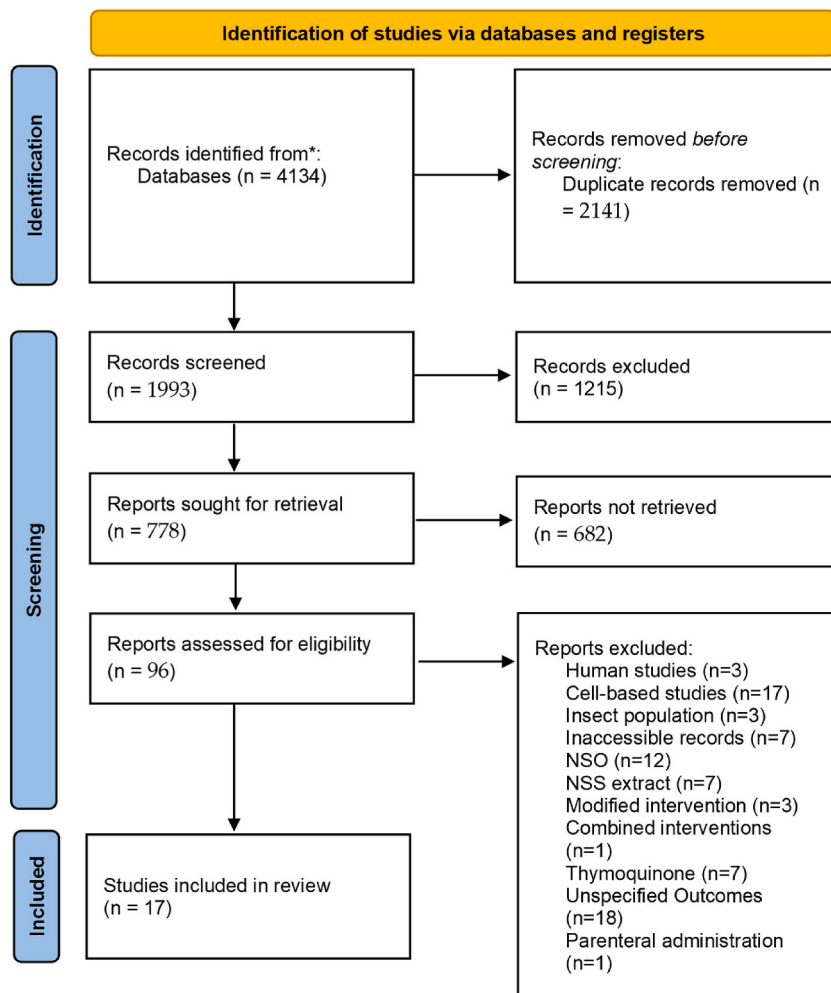 Identification of studies via databases and registers
Identification
Records identified from*:
Databases (n = 4134)
Records removed before
screening:
Duplicate records removed (n
= 2141)
Screening
Records screened
(n = 1993)
Records excluded
(n = 1215)
Reports sought for retrieval
(n = 778)
Reports not retrieved
(n = 682)
Reports assessed for eligibility
(n = 96)
Reports excluded:
Human studies (n=3)
Cell-based studies (n=17)
Insect population (n=3)
Inaccessible records (n=7)
NSO (n=12)
NSS extract (n=7)
Modified intervention (n=3)
Combined interventions
(n=1)
Thymoquinone (n=7)
Unspecified Outcomes
(n=18)
Parenteral administration
(n=1)
Included
Studies included in review
(n = 17)